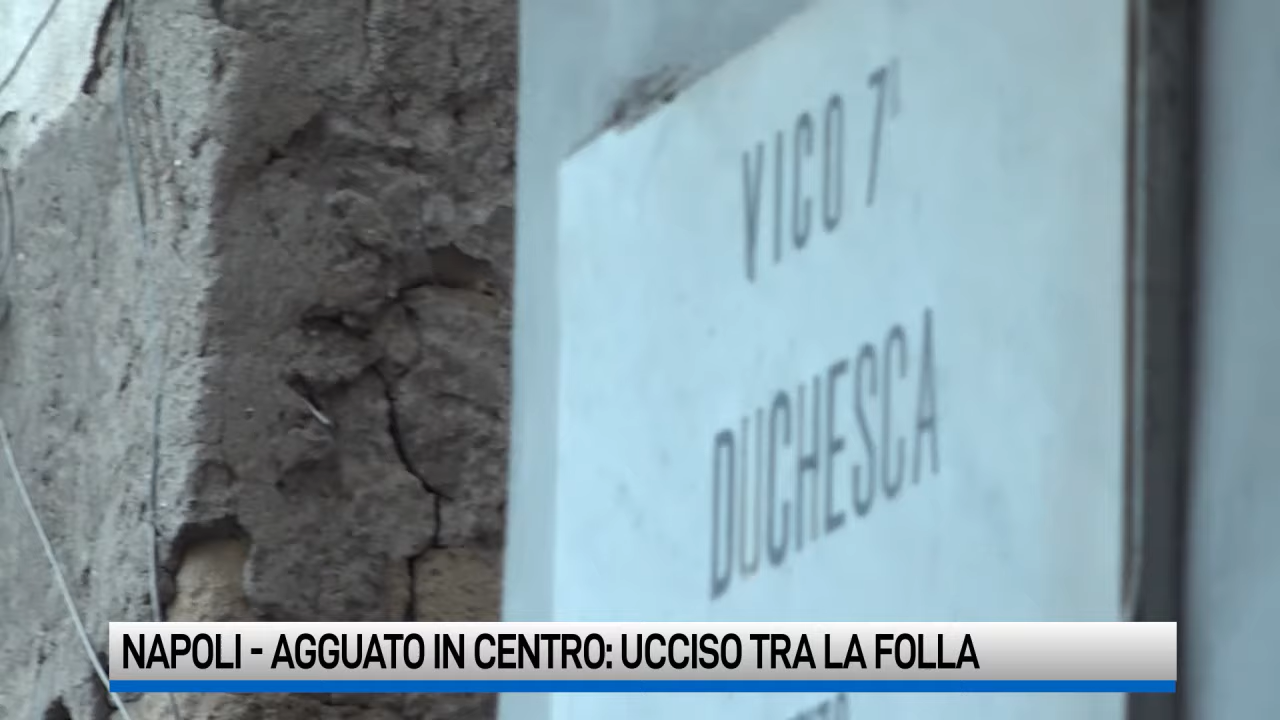 VICO 7°
DUCHESCA
NAPOLI - AGGUATO IN CENTRO: UCCISO TRA LA FOLLA